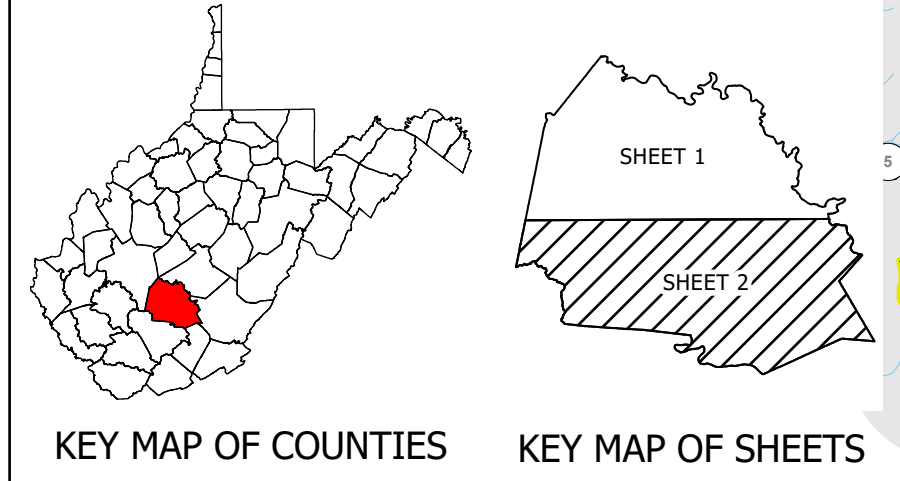 SHEET 1
5
SHEET 2
KEY MAP OF COUNTIES
KEY MAP OF SHEETS